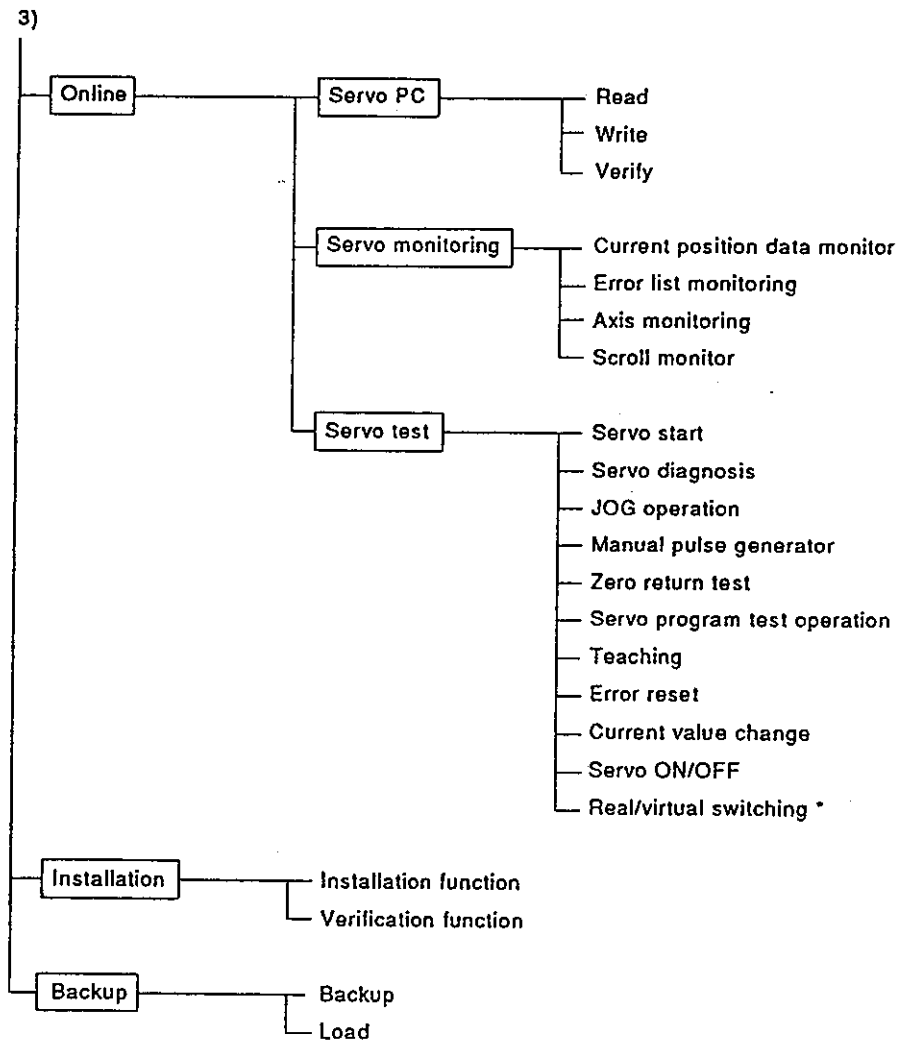 3)
Online
Servo PC
Read
Write
Verify
Servo monitoring
Current position data monitor
Error list monitoring
Axis monitoring
Scroll monitor
Servo test
Servo start
Servo diagnosis
JOG operation
Manual pulse generator
Zero return test
Servo program test operation
Teaching
Error reset
Current value change
Servo ON/OFF
Real/virtual switching *
Installation
Installation function
Verification function
Backup
Backup
Load